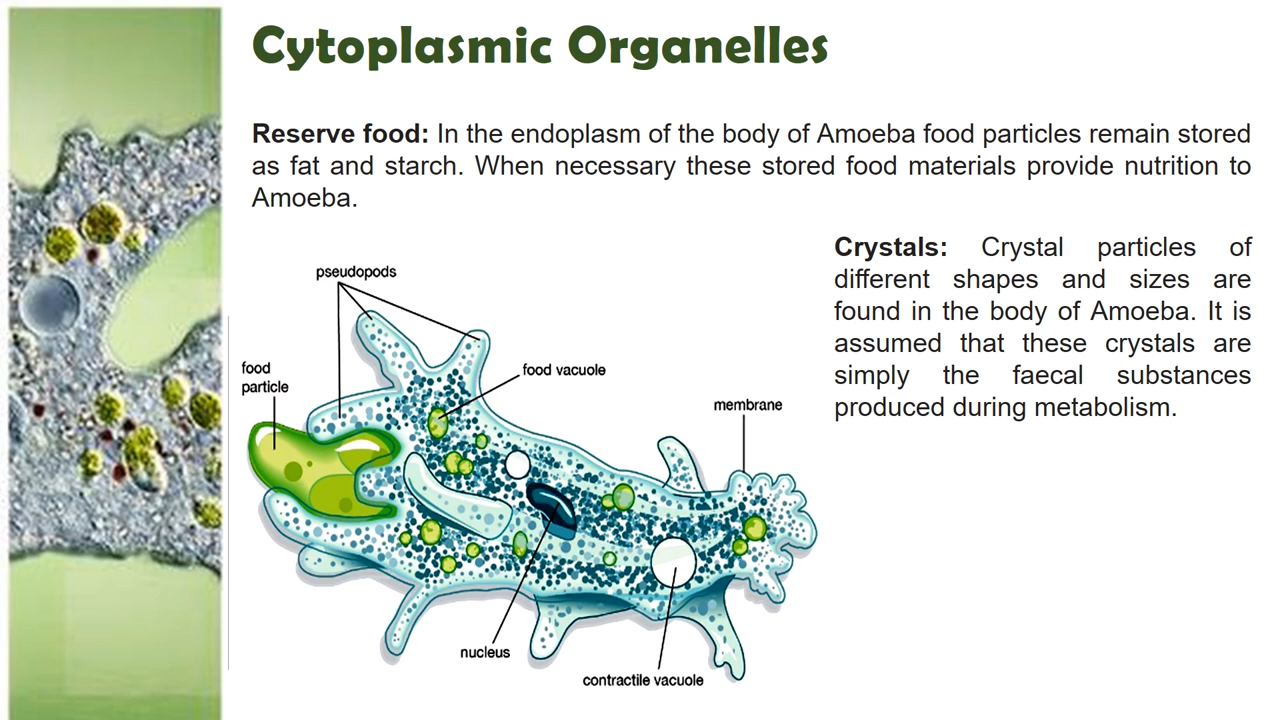 Cytoplasmic Organelles
Reserve food: In the endoplasm of the body of Amoeba food particles remain stored
as fat and starch. When necessary these stored food materials provide nutrition to
Amoeba.
Crystals: Crystal particles of
different shapes and sizes are
found in the body of Amoeba. It is
assumed that these crystals are
simply the faecal substances
produced during metabolism.
pseudopods
food
particle
food vacuole
membrane
nucleus
contractile vacuole